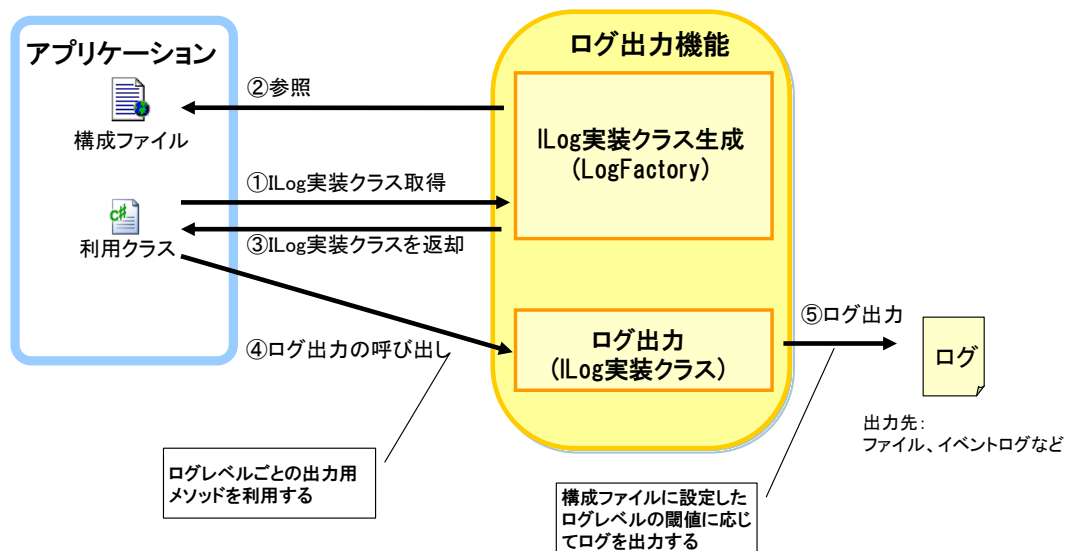 アプリケーション
構成ファイル
C#
利用クラス
②参照
①ILog実装クラス取得
③ILog実装クラスを返却
④ログ出力の呼び出し
ログ出力機能
ILog実装クラス生成
(LogFactory)
ログ出力
(ILog実装クラス)
⑤ログ出力
ログ
出力先:
ファイル、イベントログなど
ログレベルごとの出力用
メソッドを利用する
構成ファイルに設定した
ログレベルの閾値に応じ
てログを出力する